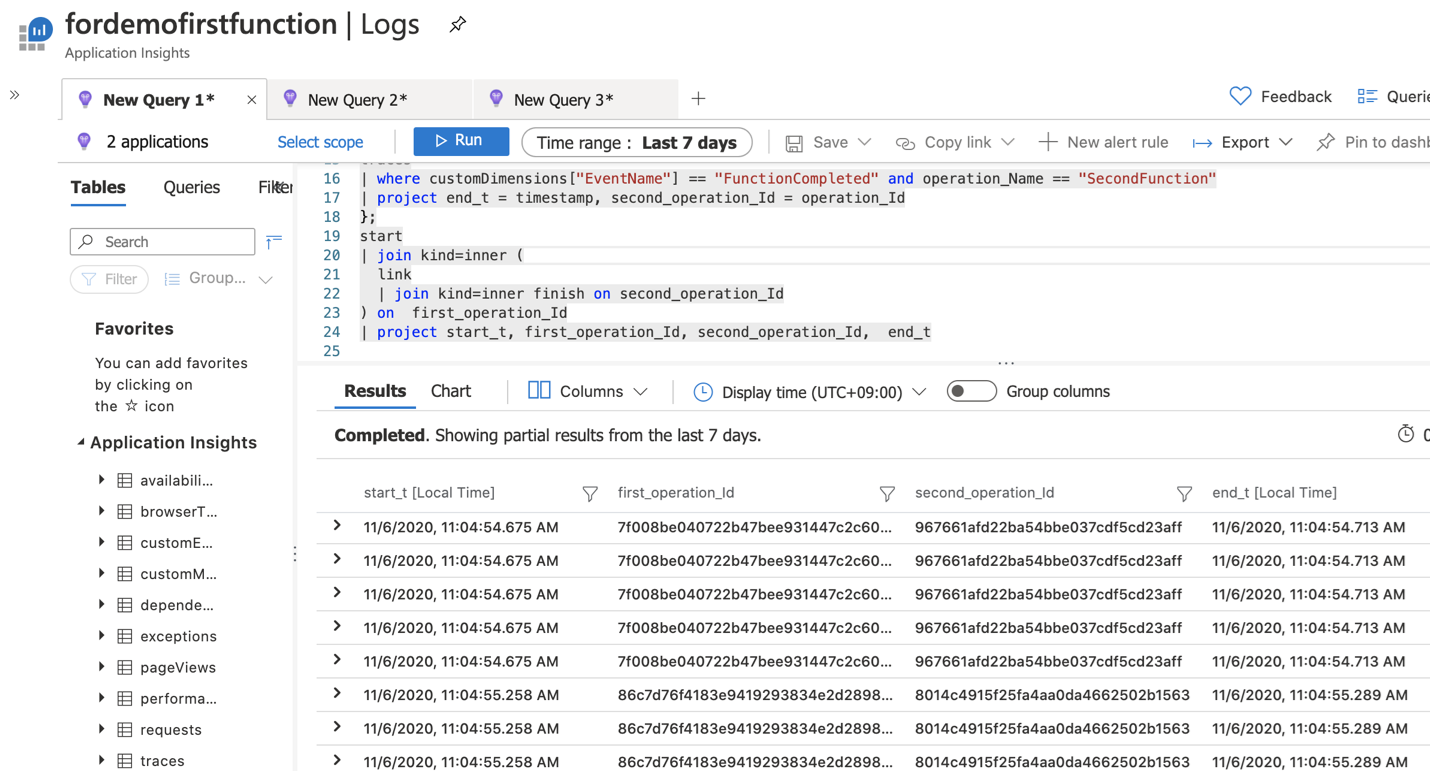 fordemofirstfunction | Logs
Application Insights
New Query 1*
New Query 2*
New Query 3*
Feedback
Querie
2 applications
Select scope
Run
Time range : Last 7 days
Save
Copy link
New alert rule
Export
Pin to dashb
Tables
Queries
Filter
Search
Filter
Group...
Favorites
You can add favorites
by clicking on
the ☆ icon
Application Insights
availabili...
browserT...
customE...
customM...
depende...
exceptions
pageViews
performa...
requests
traces
16 | where customDimensions["EventName"] == "FunctionCompleted" and operation_Name == "SecondFunction"
17 | project end_t = timestamp, second_operation_Id = operation_Id
18 };
19 start
20 | join kind=inner (
21 link
22 | join kind=inner finish on second_operation_Id
23 ) on first_operation_Id
24 | project start_t, first_operation_Id, second_operation_Id, end_t
25
Results
Chart
Columns
Display time (UTC+09:00)
Group columns
Completed. Showing partial results from the last 7 days.
start_t [Local Time] first_operation_Id second_operation_Id end_t [Local Time]
11/6/2020, 11:04:54.675 AM 7f008be040722b47bee931447c2c60... 967661afd22ba54bbe037cdf5cd23aff 11/6/2020, 11:04:54.713 AM
11/6/2020, 11:04:54.675 AM 7f008be040722b47bee931447c2c60... 967661afd22ba54bbe037cdf5cd23aff 11/6/2020, 11:04:54.713 AM
11/6/2020, 11:04:54.675 AM 7f008be040722b47bee931447c2c60... 967661afd22ba54bbe037cdf5cd23aff 11/6/2020, 11:04:54.713 AM
11/6/2020, 11:04:54.675 AM 7f008be040722b47bee931447c2c60... 967661afd22ba54bbe037cdf5cd23aff 11/6/2020, 11:04:54.713 AM
11/6/2020, 11:04:54.675 AM 7f008be040722b47bee931447c2c60... 967661afd22ba54bbe037cdf5cd23aff 11/6/2020, 11:04:54.713 AM
11/6/2020, 11:04:55.258 AM 86c7d76f4183e9419293834e2d2898... 8014c4915f25fa4aa0da4662502b1563 11/6/2020, 11:04:55.289 AM
11/6/2020, 11:04:55.258 AM 86c7d76f4183e9419293834e2d2898... 8014c4915f25fa4aa0da4662502b1563 11/6/2020, 11:04:55.289 AM
11/6/2020, 11:04:55.258 AM 86c7d76f4183e9419293834e2d2898... 8014c4915f25fa4aa0da4662502b1563 11/6/2020, 11:04:55.289 AM